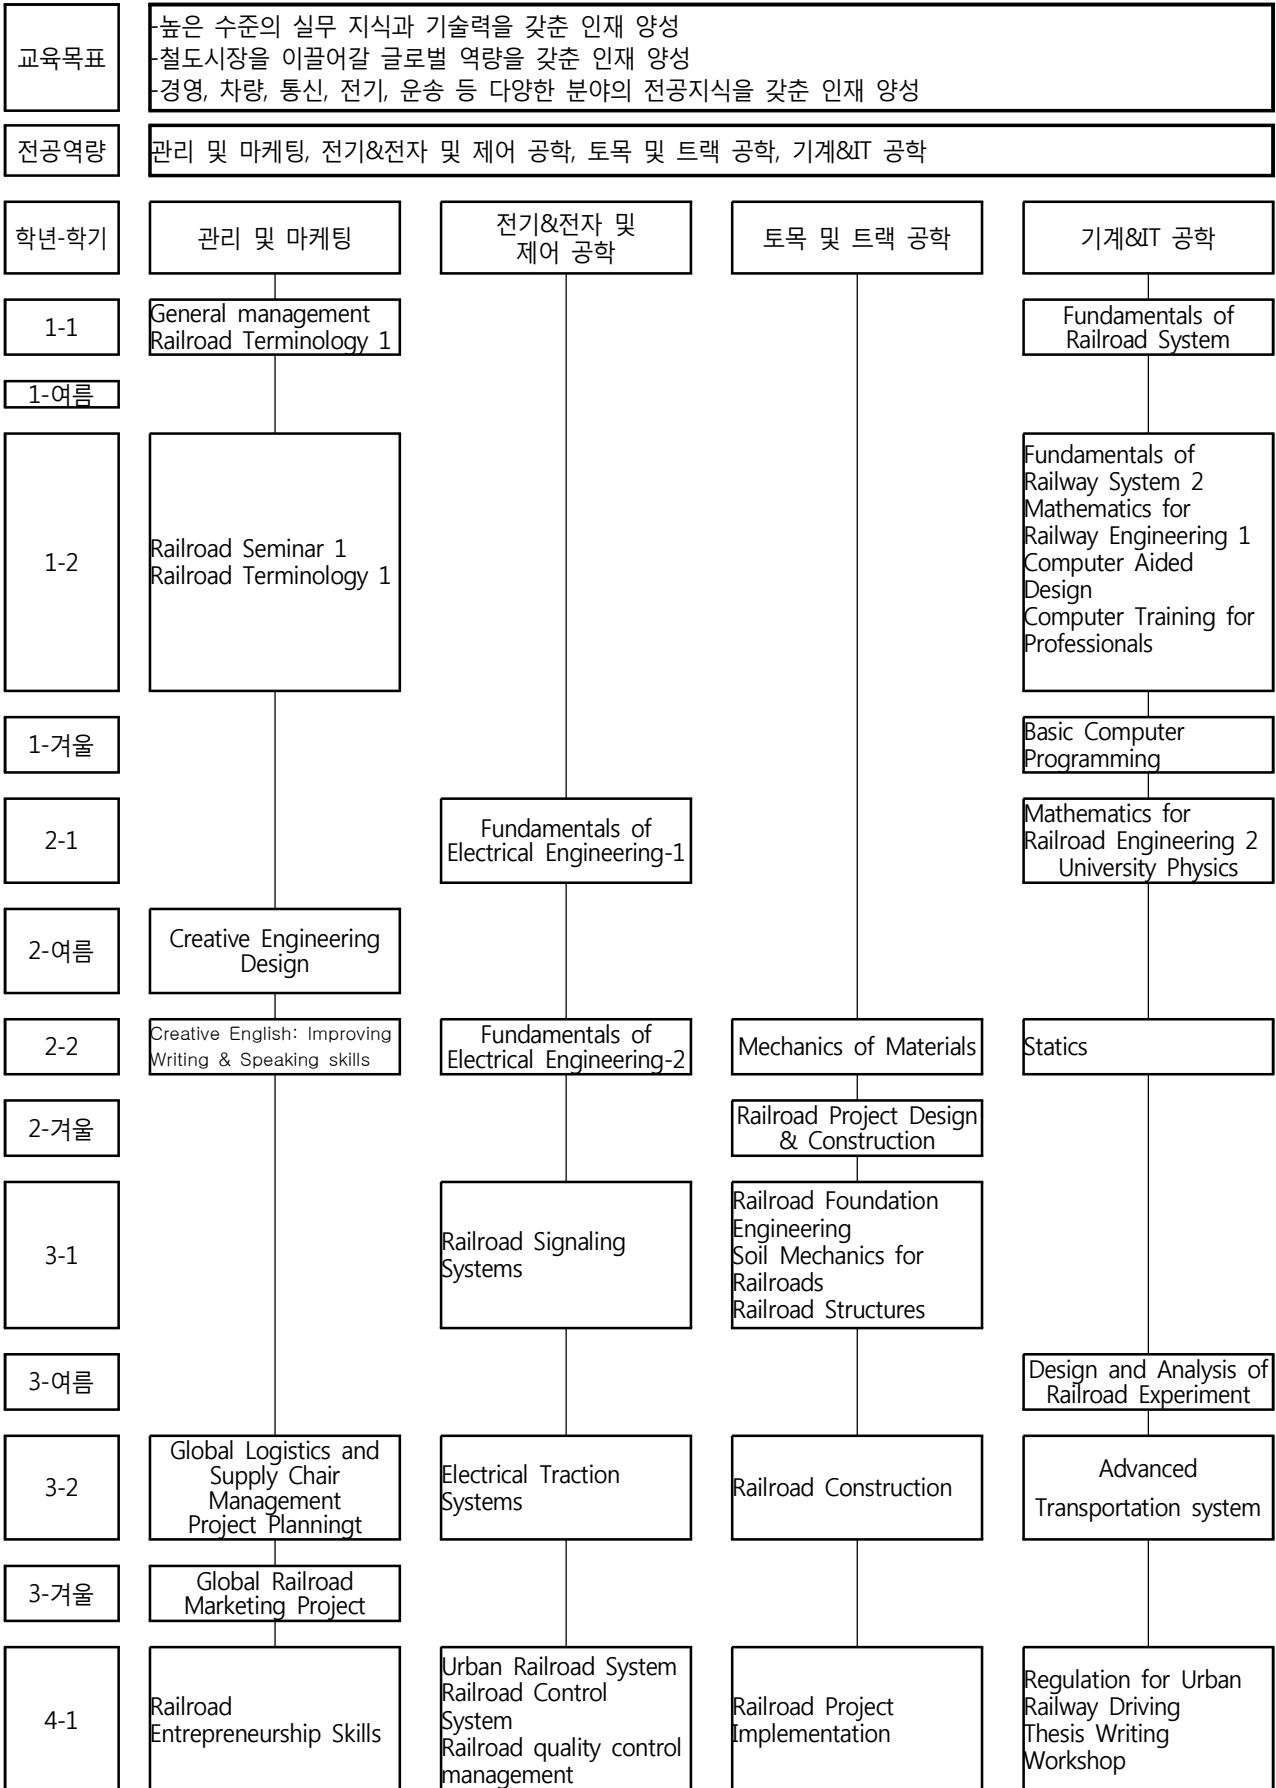 교육목표
-높은 수준의 실무 지식과 기술력을 갖춘 인재 양성
-철도시장을 이끌어갈 글로벌 역량을 갖춘 인재 양성
-경영, 차량, 통신, 전기, 운송 등 다양한 분야의 전공지식을 갖춘 인재 양성
전공역량
관리 및 마케팅, 전기&전자 및 제어 공학, 토목 및 트랙 공학, 기계&IT 공학
학년-학기
관리 및 마케팅
전기&전자 및
제어 공학
토목 및 트랙 공학
기계&IT 공학
1-1
General management
Railroad Terminology 1
Fundamentals of
Railroad System
1-여름
1-2
Railroad Seminar 1
Railroad Terminology 1
Fundamentals of
Railway System 2
Mathematics for
Railway Engineering 1
Computer Aided
Design
Computer Training for
Professionals
1-겨울
Basic Computer
Programming
2-1
Fundamentals of
Electrical Engineering-1
Mathematics for
Railroad Engineering 2
University Physics
2-여름
Creative Engineering
Design
2-2
Creative English: Improving
Writing & Speaking skills
Fundamentals of
Electrical Engineering-2
Mechanics of Materials
Statics
2-겨울
Railroad Project Design
& Construction
3-1
Railroad Signaling
Systems
Railroad Foundation
Engineering
Soil Mechanics for
Railroads
Railroad Structures
3-여름
Design and Analysis of
Railroad Experiment
3-2
Global Logistics and
Supply Chair
Management
Project Planningt
Electrical Traction
Systems
Railroad Construction
Advanced
Transportation system
3-겨울
Global Railroad
Marketing Project
4-1
Railroad
Entrepreneurship Skills
Urban Railroad System
Railroad Control
System
Railroad quality control
management
Railroad Project
Implementation
Regulation for Urban
Railway Driving
Thesis Writing
Workshop